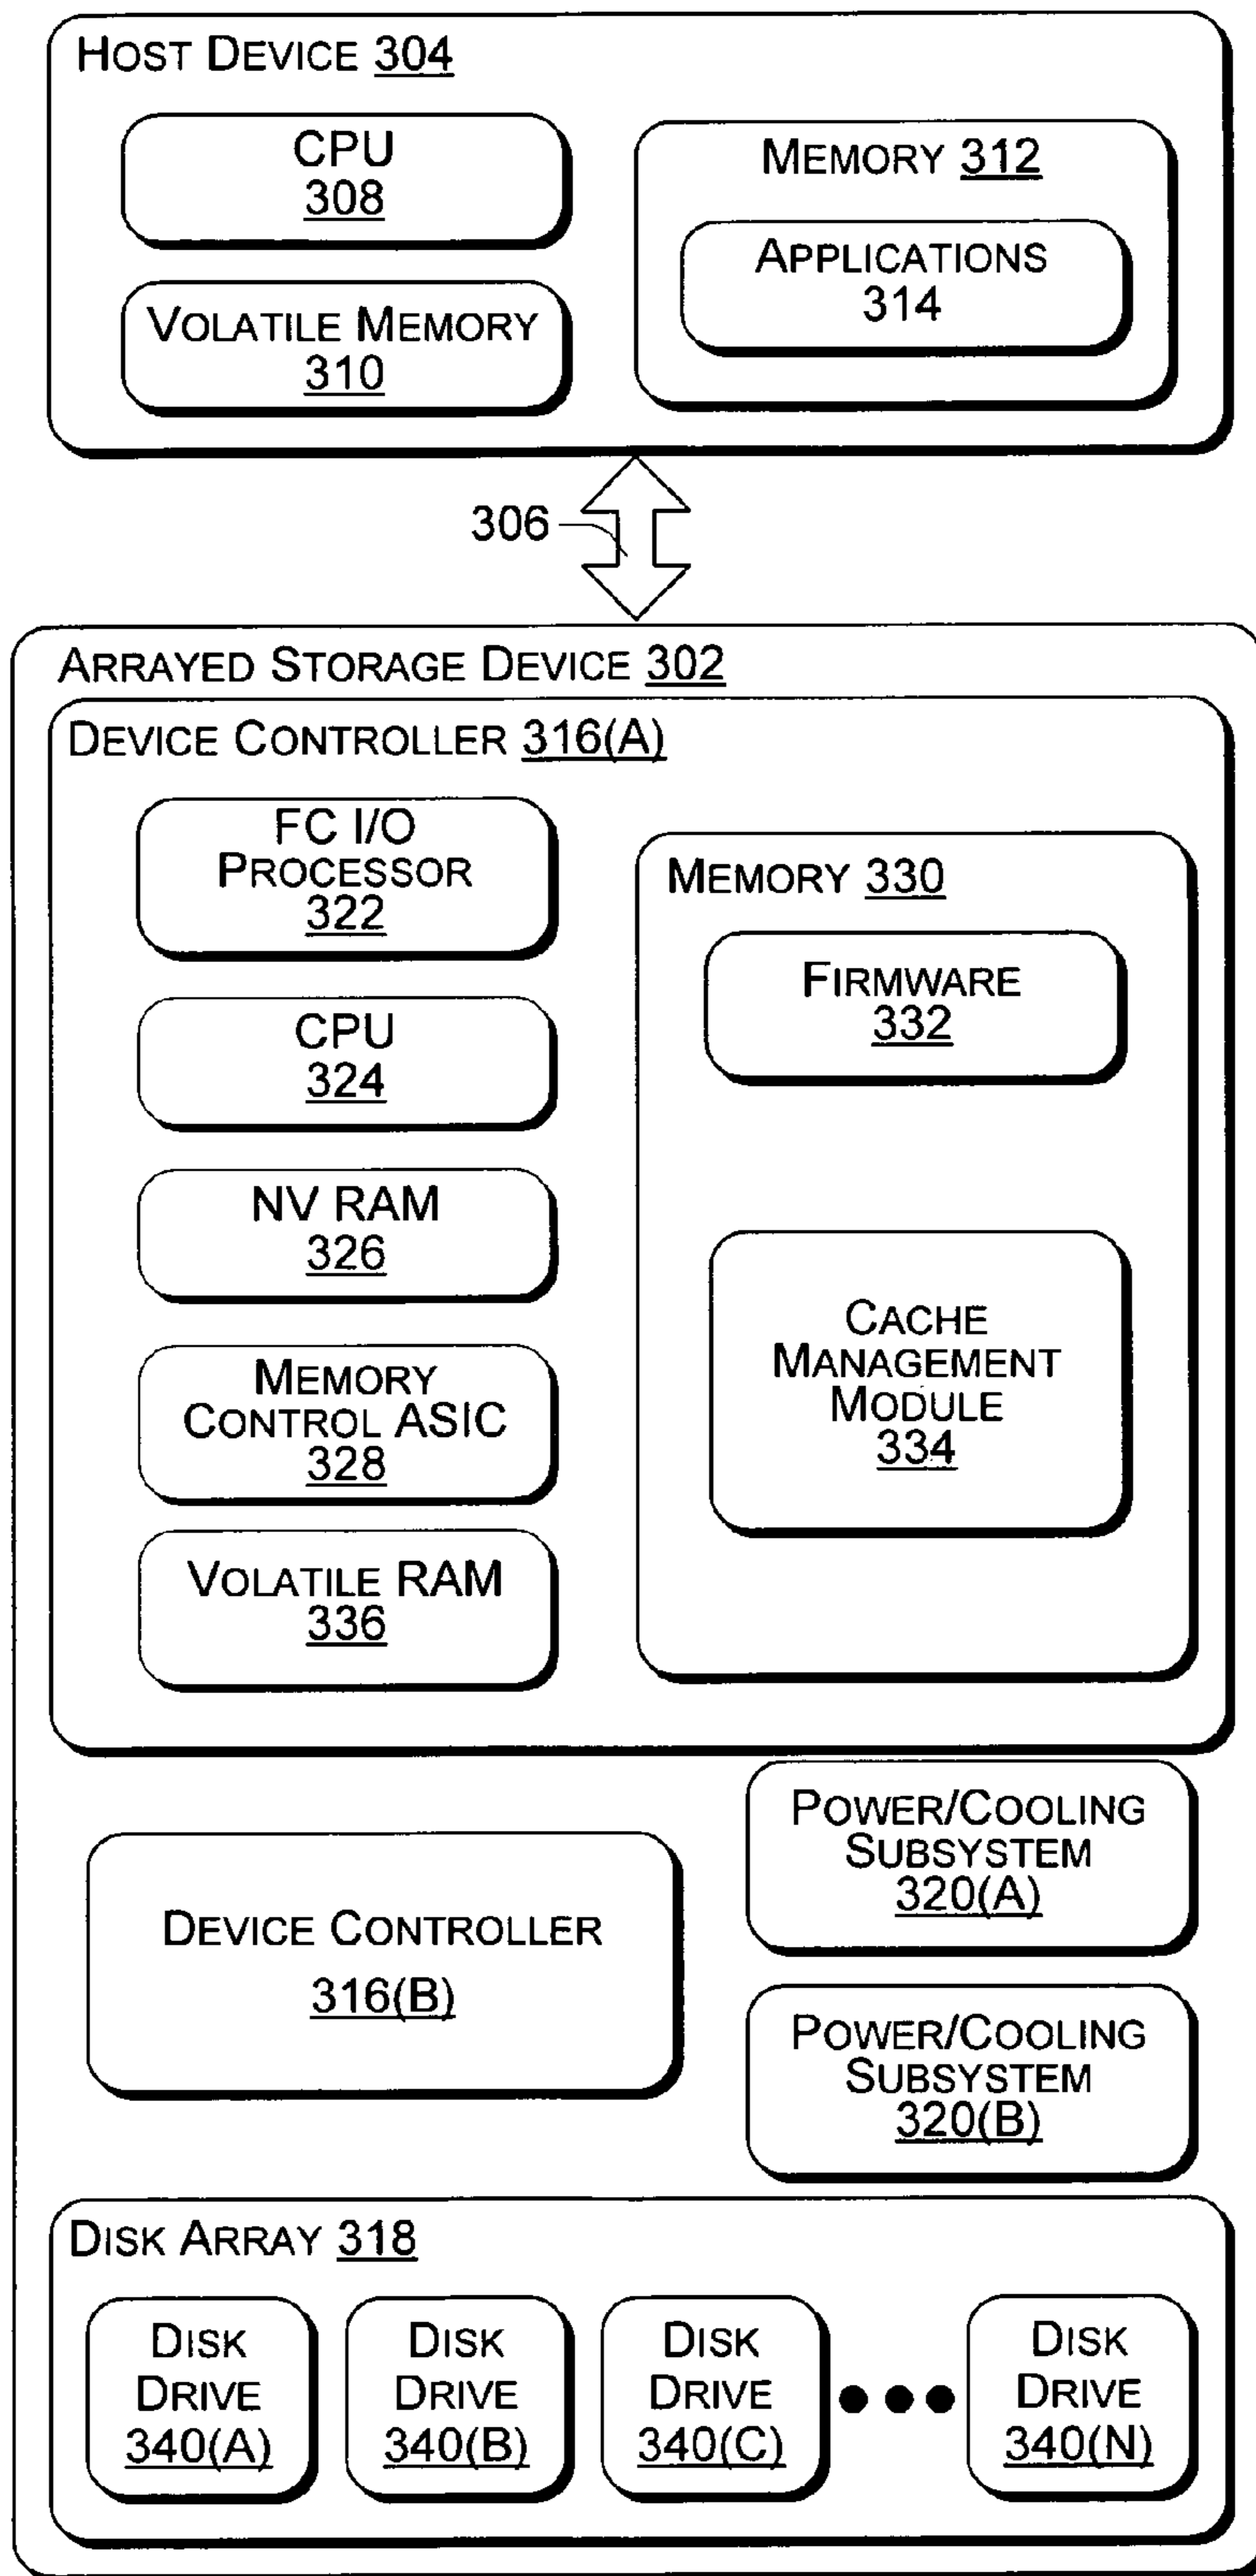 HOST DEVICE 304
CPU
308
VOLATILE MEMORY
310
MEMORY 312
APPLICATIONS
314
306
ARRAYED STORAGE DEVICE 302
DEVICE CONTROLLER 316(A)
FC I/O
PROCESSOR
322
CPU
324
NV RAM
326
MEMORY
CONTROL ASIC
328
VOLATILE RAM
336
MEMORY 330
FIRMWARE
332
CACHE
MANAGEMENT
MODULE
334
DEVICE CONTROLLER
316(B)
POWER/COOLING
SUBSYSTEM
320(A)
POWER/COOLING
SUBSYSTEM
320(B)
DISK ARRAY 318
DISK
DRIVE
340(A)
DISK
DRIVE
340(B)
DISK
DRIVE
340(C)
DISK
DRIVE
340(N)